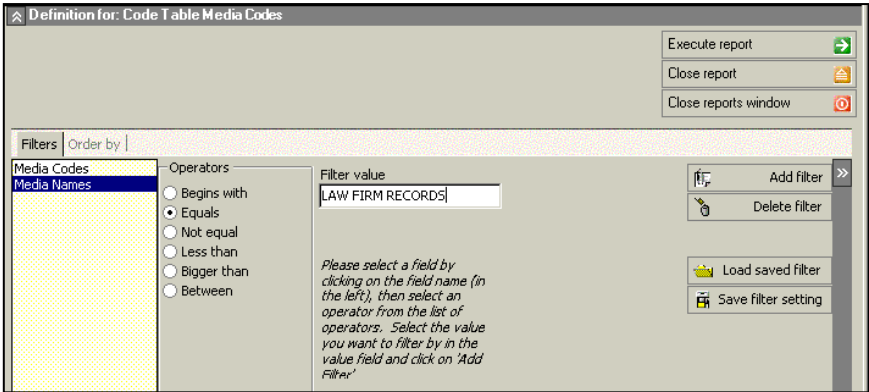 Definition for: Code Table Media Codes
Execute report
Close report
Close reports window
Filters Order by
Media Codes
Media Names
Operators
Begins with
Equals
Not equal
Less than
Bigger than
Between
Filter value
LAW FIRM RECORDS
Please select a field by
clicking on the field name (in
the left), then select an
operator from the list of
operators. Select the value
you want to filter by in the
value field and click on 'Add
Filter'
Add filter
Delete filter
Load saved filter
Save filter setting